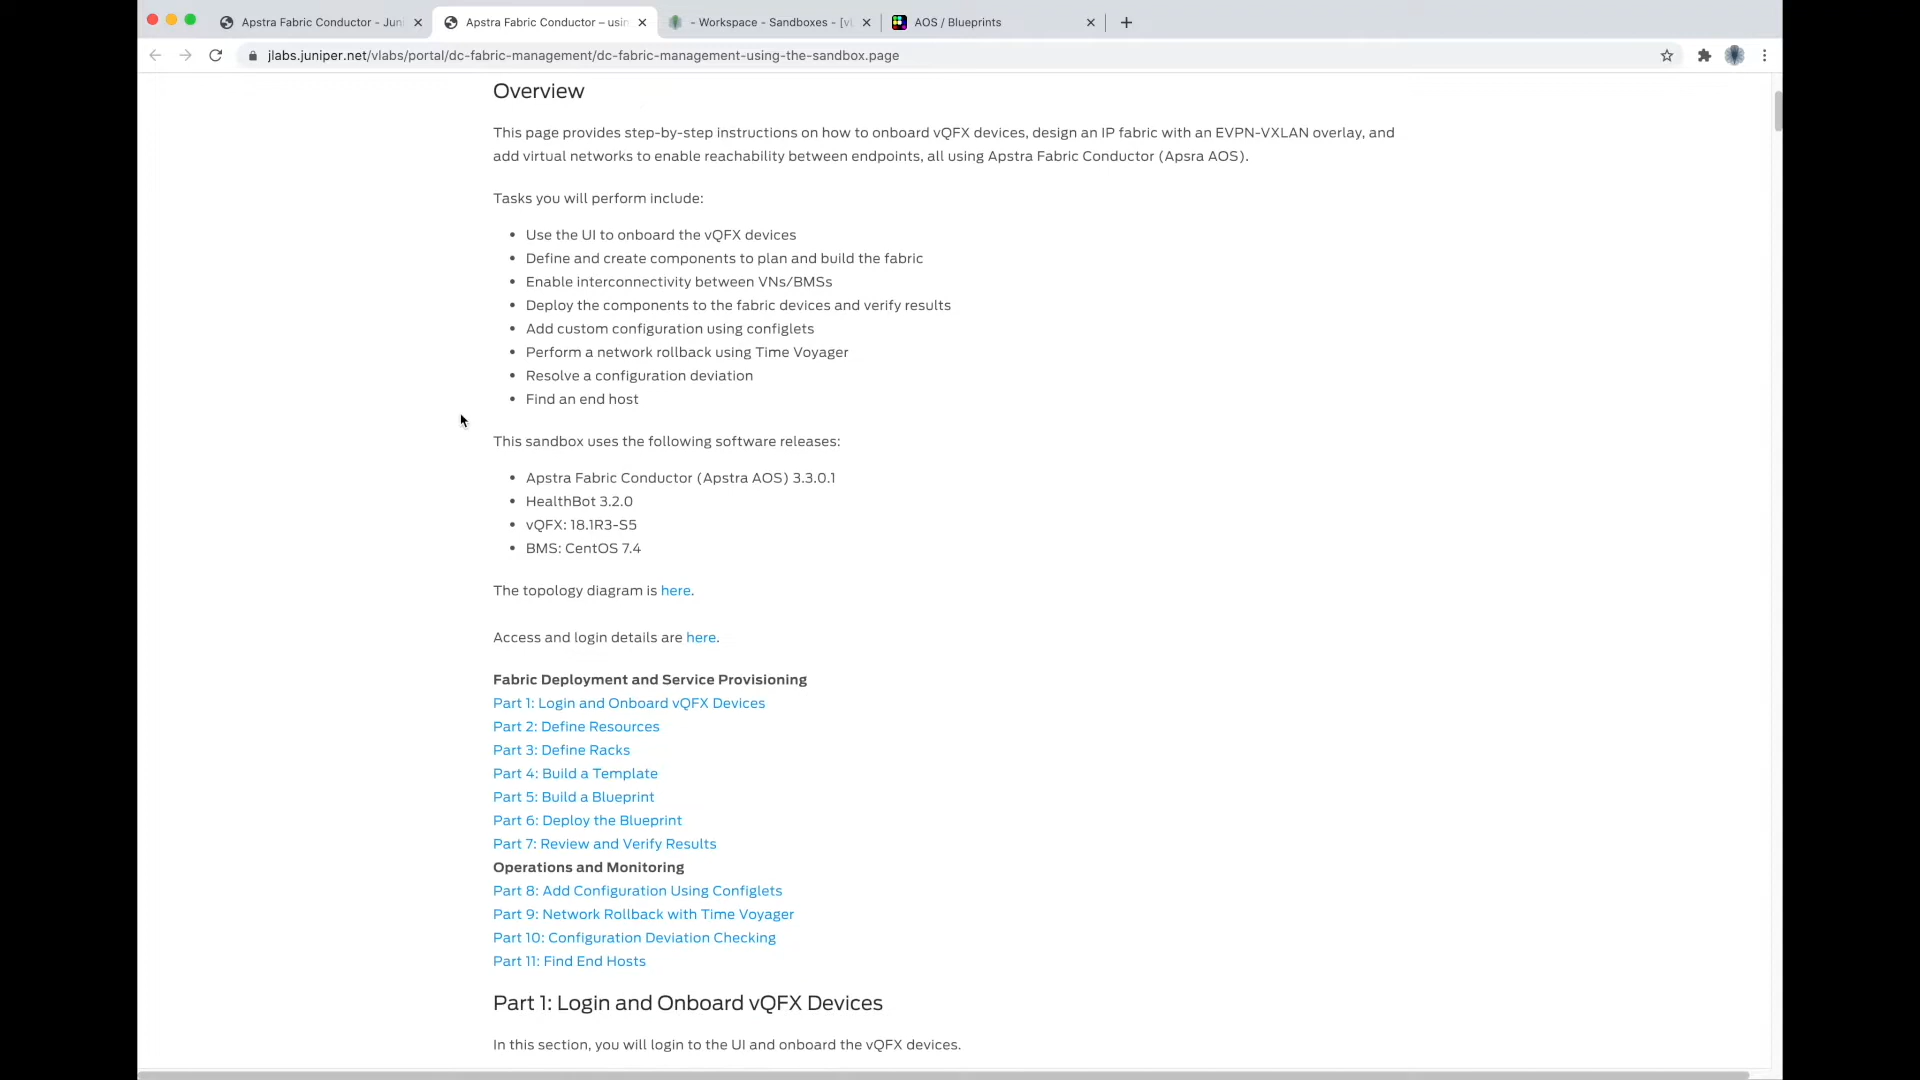 Apstra Fabric Conductor - Juni
Apstra Fabric Conductor – usin
- Workspace - Sandboxes - [vL
AOS / Blueprints
jlabs.juniper.net/vlabs/portal/dc-fabric-management/dc-fabric-management-using-the-sandbox.page
Overview
This page provides step-by-step instructions on how to onboard vQFX devices, design an IP fabric with an EVPN-VXLAN overlay, and
add virtual networks to enable reachability between endpoints, all using Apstra Fabric Conductor (Apsra AOS).
Tasks you will perform include:
• Use the UI to onboard the vQFX devices
• Define and create components to plan and build the fabric
• Enable interconnectivity between VNs/BMSs
• Deploy the components to the fabric devices and verify results
• Add custom configuration using configlets
• Perform a network rollback using Time Voyager
• Resolve a configuration deviation
• Find an end host
This sandbox uses the following software releases:
• Apstra Fabric Conductor (Apstra AOS) 3.3.0.1
• HealthBot 3.2.0
• vQFX: 18.1R3-S5
• BMS: CentOS 7.4
The topology diagram is here.
Access and login details are here.
Fabric Deployment and Service Provisioning
Part 1: Login and Onboard vQFX Devices
Part 2: Define Resources
Part 3: Define Racks
Part 4: Build a Template
Part 5: Build a Blueprint
Part 6: Deploy the Blueprint
Part 7: Review and Verify Results
Operations and Monitoring
Part 8: Add Configuration Using Configlets
Part 9: Network Rollback with Time Voyager
Part 10: Configuration Deviation Checking
Part 11: Find End Hosts
Part 1: Login and Onboard vQFX Devices
In this section, you will login to the UI and onboard the vQFX devices.